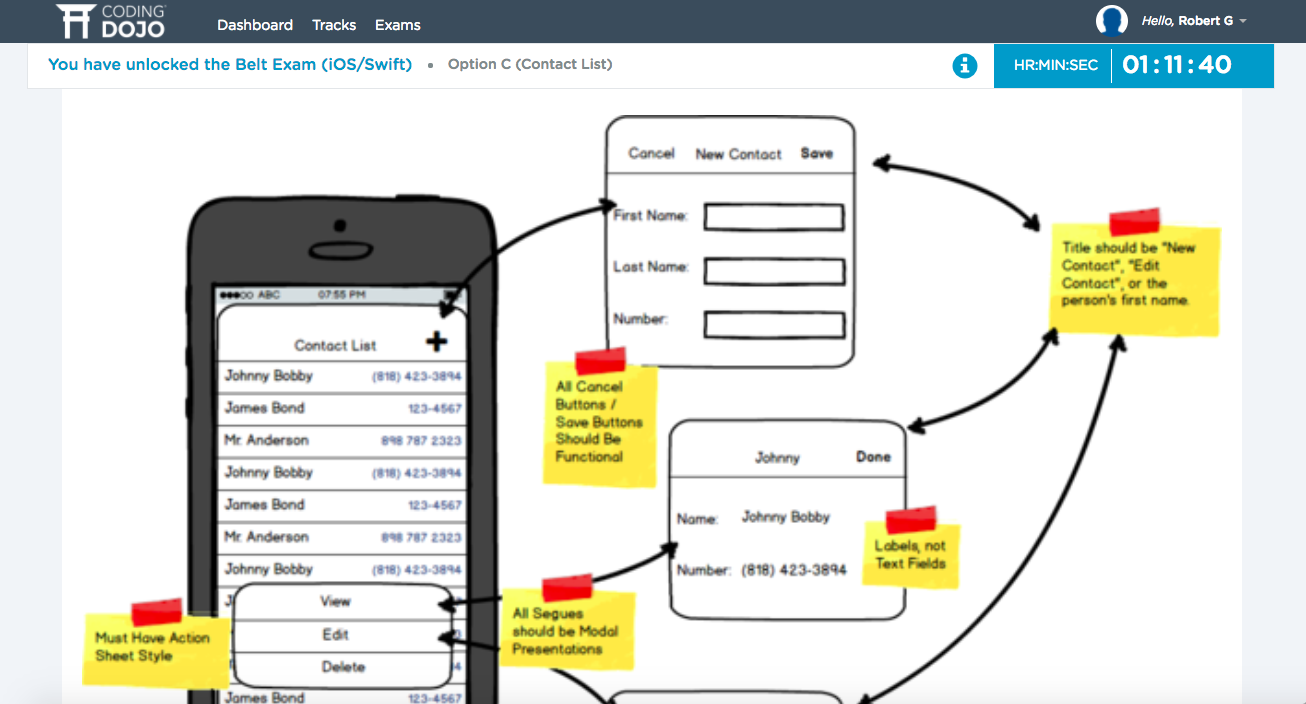 CODING
DOJO
Dashboard Tracks Exams
Hello, Robert G
You have unlocked the Belt Exam (iOS/Swift) • Option C (Contact List)
HR:MIN:SEC 01:11:40
Cancel New Contact Save
First Name:
Last Name:
Number:
Title should be "New
Contact", "Edit
Contact", or the
person's first name.
ABC 07:55 PM
Contact List +
Johnny Bobby (818) 423-3894
James Bond 123-4567
Mr. Anderson 898 787 2323
Johnny Bobby (818) 423-3894
James Bond 123-4567
Mr. Anderson 898 787 2323
Johnny Bobby (818) 423-3894
View
Edit
Delete
James Bond 123-4567
All Cancel
Buttons /
Save Buttons
Should Be
Functional
Johnny Done
Name: Johnny Bobby
Number: (818) 423-3894
Labels, not
Text Fields
All Segues
should be Modal
Presentations
Must Have Action
Sheet Style